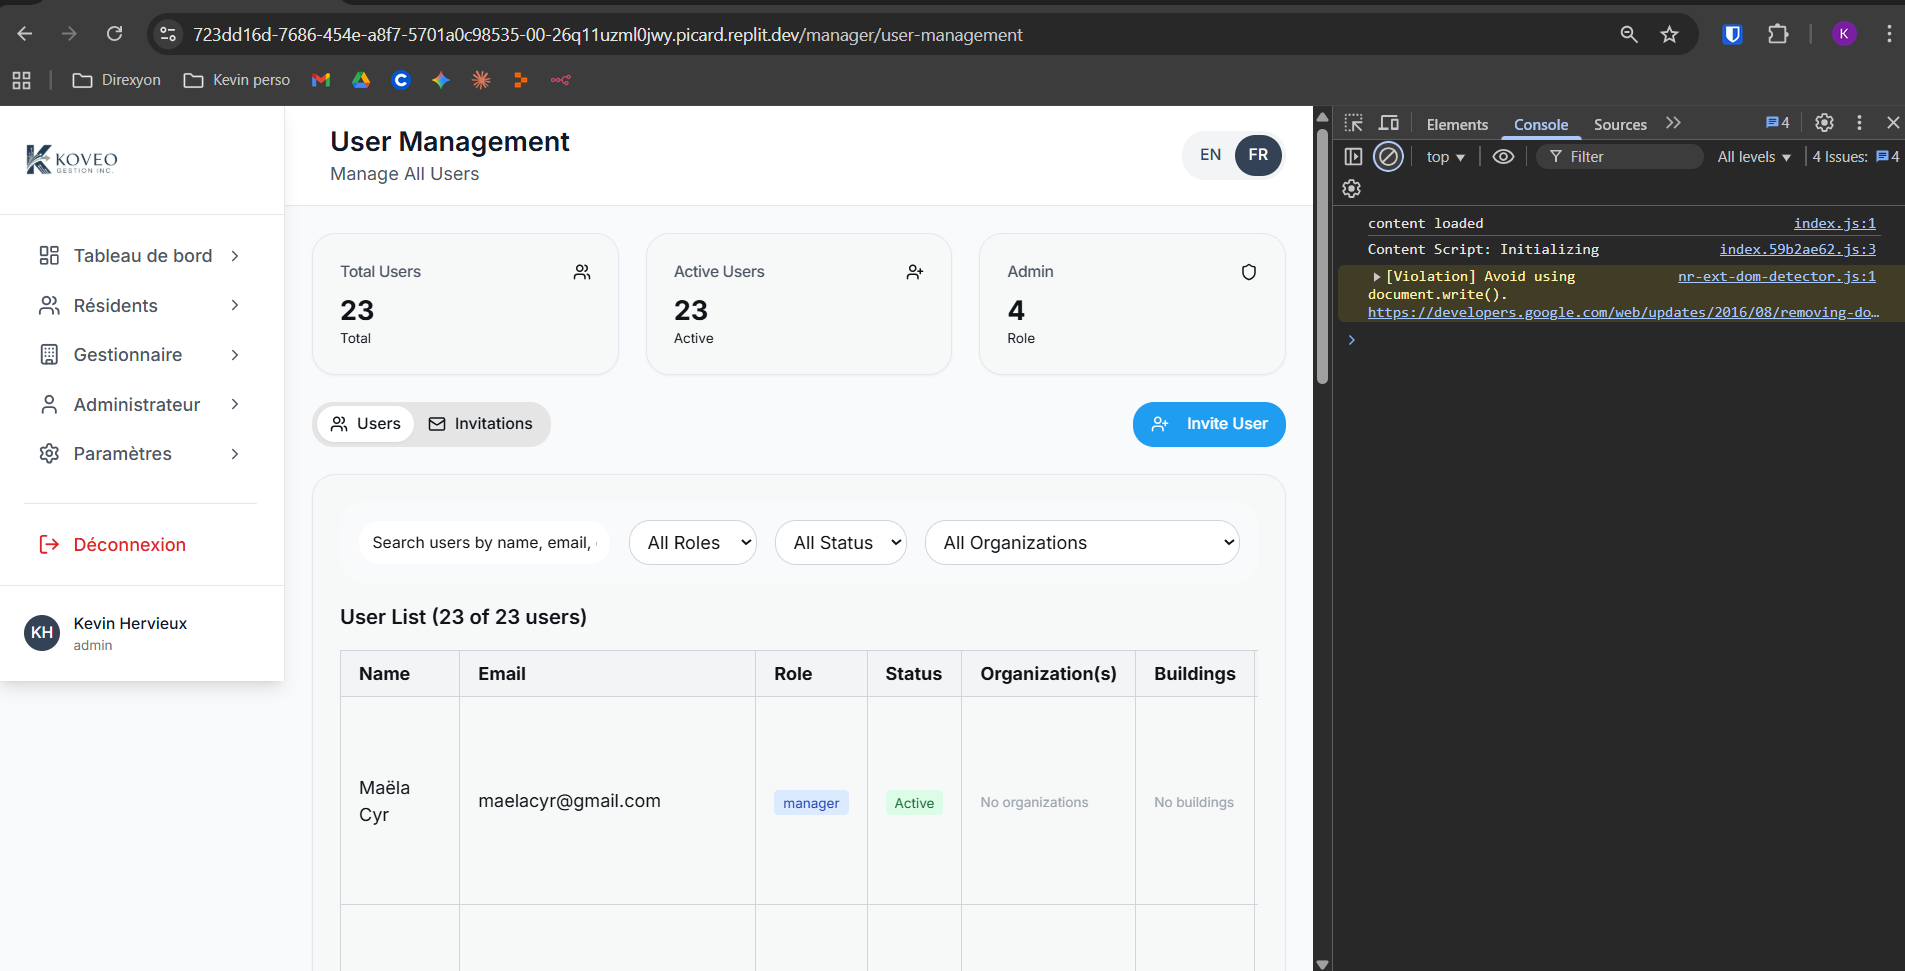 723dd16d-7686-454e-a8f7-5701a0c98535-00-26q11uzml0jwy.picard.replit.dev/manager/user-management
K
Direxyon
Kevin perso
KOVEO
GESTION INC.
Tableau de bord
Résidents
Gestionnaire
Administrateur
Paramètres
Déconnexion
KH
Kevin Hervieux
admin
User Management
Manage All Users
EN FR
Total Users
23
Total
Active Users
23
Active
Admin
4
Role
Users
Invitations
Invite User
Search users by name, email,
All Roles
All Status
All Organizations
User List (23 of 23 users)
Name Email Role Status Organization(s) Buildings
Maëla
Cyr
maelacyr@gmail.com
manager
Active
No organizations
No buildings
Elements Console Sources 4
top Filter All levels 4 Issues: 4
content loaded index.js:1
Content Script: Initializing index.59b2ae62.js:3
[Violation] Avoid using nr-ext-dom-detector.js:1
document.write().
https://developers.google.com/web/updates/2016/08/removing-do…